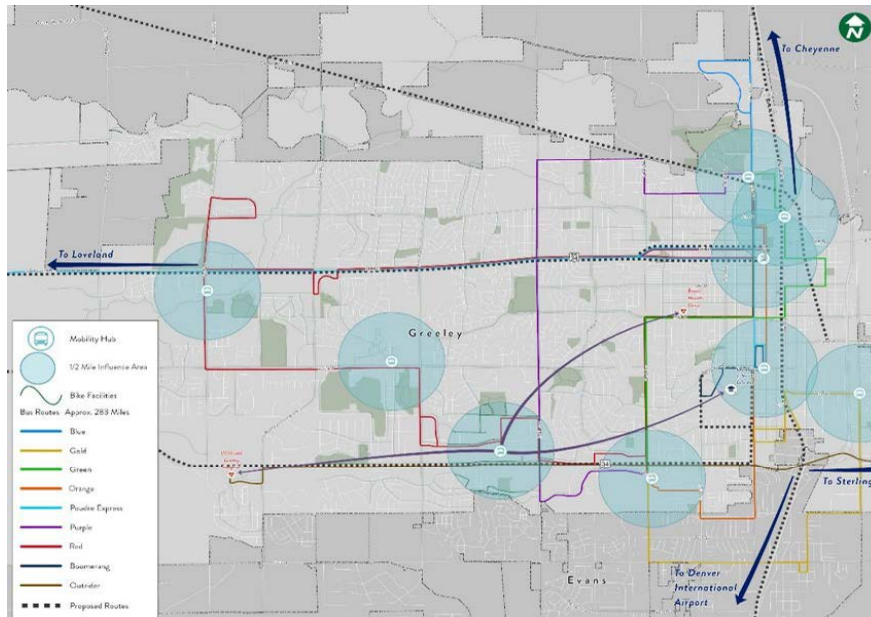 N
To Cheyenne
To Loveland
Greeley
Mobility Hub
1/2 Mile Influence Area
Bike Facilities
Bus Routes Approx. 283 Miles
Blue
Gold
Green
Orange
Poudre Express
Purple
Red
Boomerang
Outrider
Proposed Routes
34
To Sterling
Evans
To Denver
International
Airport